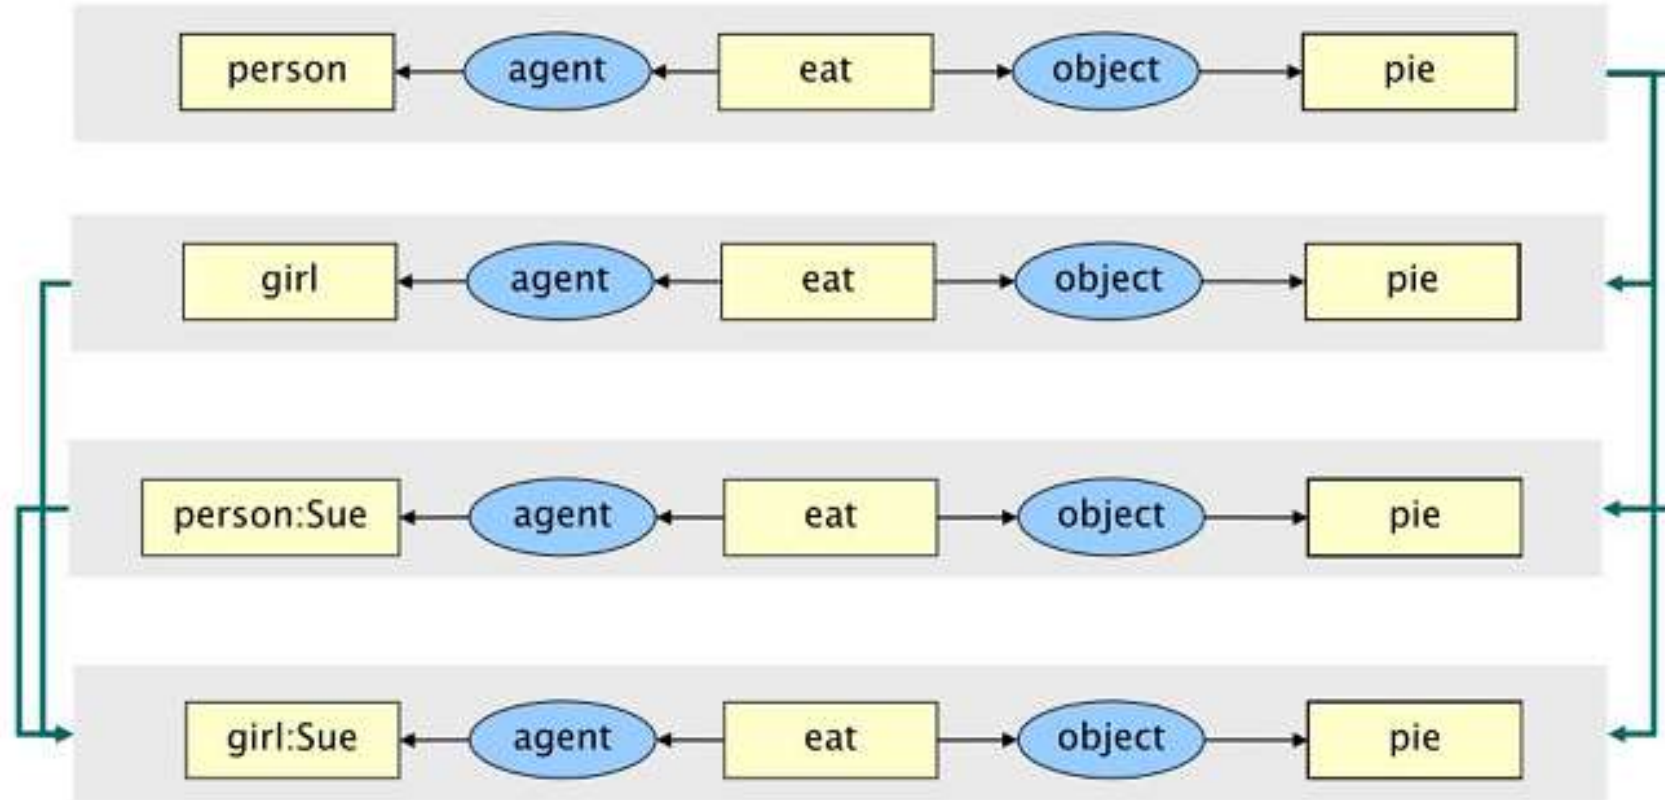 person agent eat object pie
girl agent eat object pie
person:Sue agent eat object pie
girl:Sue agent eat object pie